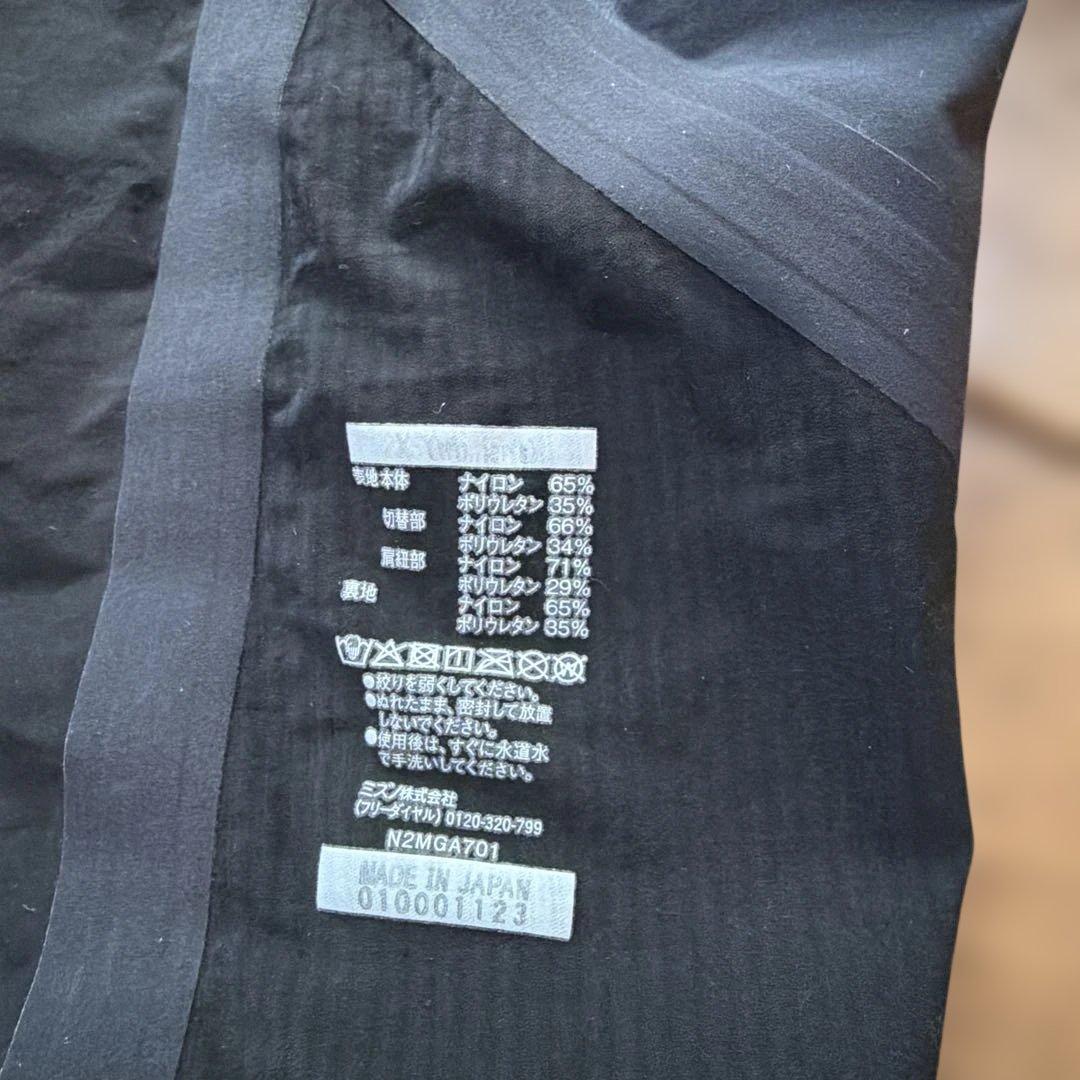 表地本体 ナイロン 65%
ポリウレタン 35%
切替部 ナイロン 66%
ポリウレタン 34%
肩紐部 ナイロン 71%
ポリウレタン 29%
裏地 ナイロン 65%
ポリウレタン 35%
●絞りを弱くしてください。
●ぬれたまま、密封して放置
しないでください。
●使用後は、すぐに水道水
で手洗いしてください。
ミズノ株式会社
(フリーダイヤル) 0120-320-799
N2MGA701
MADE IN JAPAN
010001123